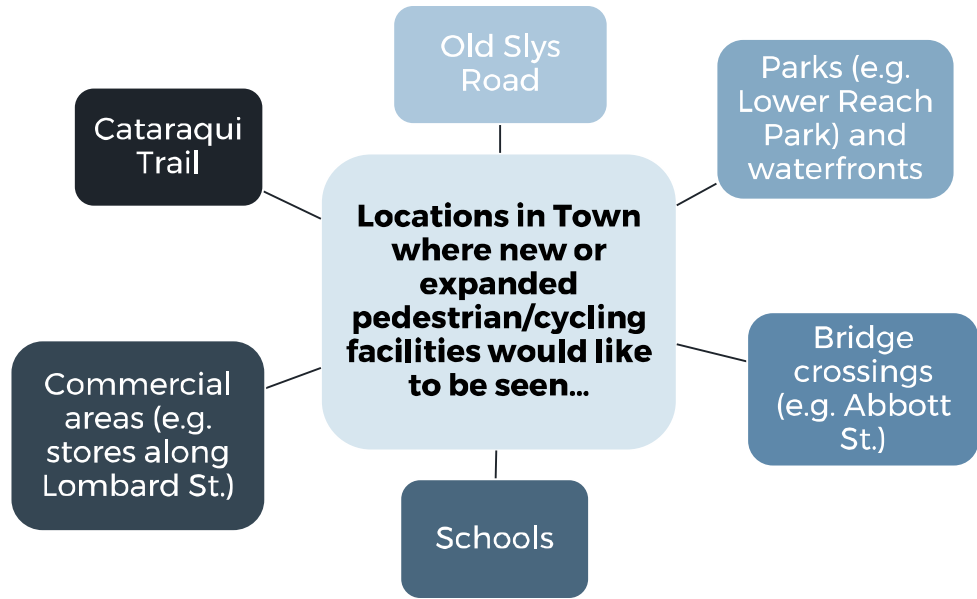 Old Slys
Road
Parks (e.g.
Lower Reach
Park) and
waterfronts
Cataraqui
Trail
Locations in Town
where new or
expanded
pedestrian/cycling
facilities would like
to be seen...
Bridge
crossings
(e.g. Abbott
St.)
Commercial
areas (e.g.
stores along
Lombard St.)
Schools